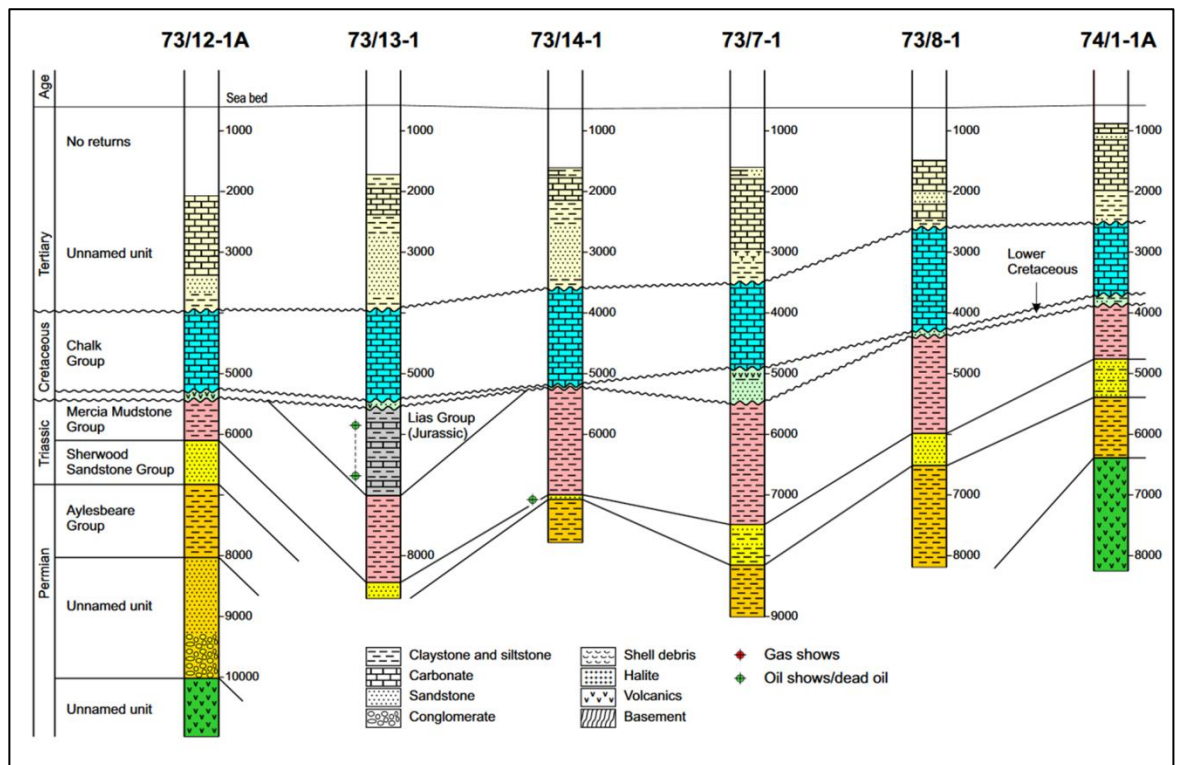 73/12-1A
73/13-1
73/14-1
73/7-1
73/8-1
74/1-1A
Age
Sea bed
Tertiary
Cretaceous
Triassic
Permian
No returns
Unnamed unit
Chalk
Group
Mercia Mudstone
Group
Sherwood
Sandstone Group
Aylesbeare
Group
Unnamed unit
Unnamed unit
1000
2000
3000
5000
6000
8000
9000
10000
1000
2000
3000
4000
5000
6000
8000
Lias Group
(Jurassic)
1000
2000
3000
4000
5000
6000
1000
2000
3000
4000
5000
6000
7000
9000
1000
2000
3000
4000
5000
6000
7000
8000
Lower
Cretaceous
1000
2000
3000
4000
5000
6000
7000
8000
Claystone and siltstone
Carbonate
Sandstone
Conglomerate
Shell debris
Halite
Volcanics
Basement
Gas shows
Oil shows/dead oil